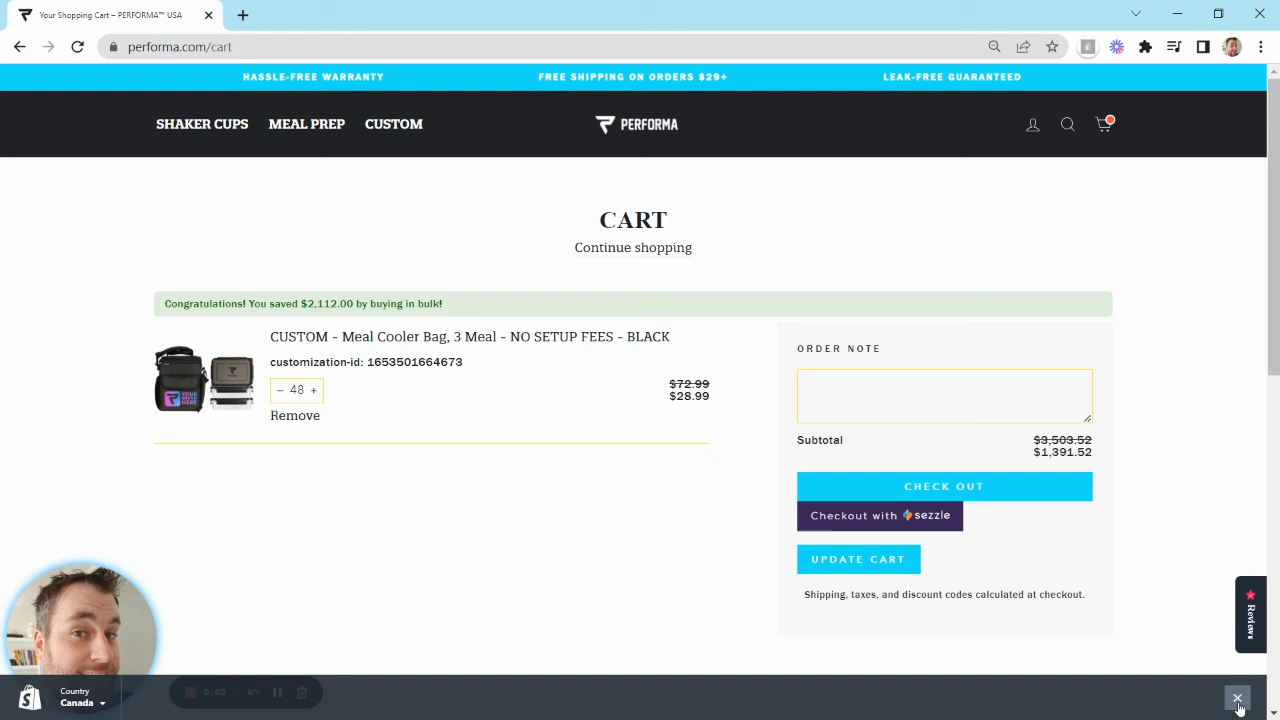 Your Shopping Cart – PERFORMA™ USA
performa.com/cart
HASSLE-FREE WARRANTY
FREE SHIPPING ON ORDERS $29+
LEAK-FREE GUARANTEED
SHAKER CUPS MEAL PREP CUSTOM
PERFORMA
CART
Continue shopping
Congratulations! You saved $2,112.00 by buying in bulk!
CUSTOM - Meal Cooler Bag, 3 Meal - NO SETUP FEES - BLACK
customization-id: 1653501664673
− 48 +
Remove
$72.99
$28.99
YOUR BRAND HERE
ORDER NOTE
Subtotal
$3,503.52
$1,391.52
CHECK OUT
Checkout with sezzle
UPDATE CART
Shipping, taxes, and discount codes calculated at checkout.
Reviews
Country
Canada